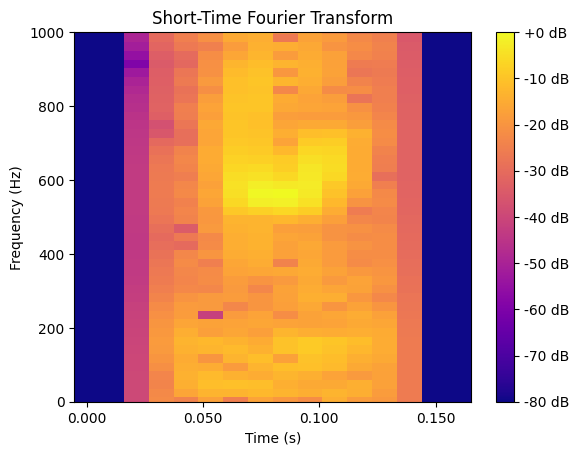 Short-Time Fourier Transform
1000
800
600
400
200
0
Frequency (Hz)
0.000
0.050
0.100
0.150
Time (s)
+0 dB
-10 dB
-20 dB
-30 dB
-40 dB
-50 dB
-60 dB
-70 dB
-80 dB